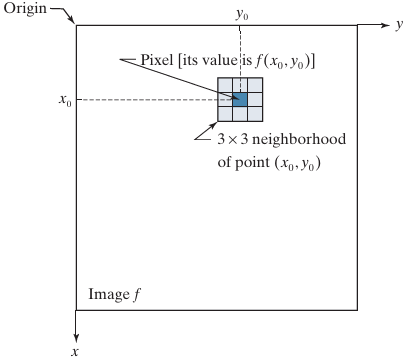 Origin
y₀
y
Pixel [its value is f(x₀, y₀)]
x₀
3 × 3 neighborhood
of point (x₀, y₀)
Image f
x